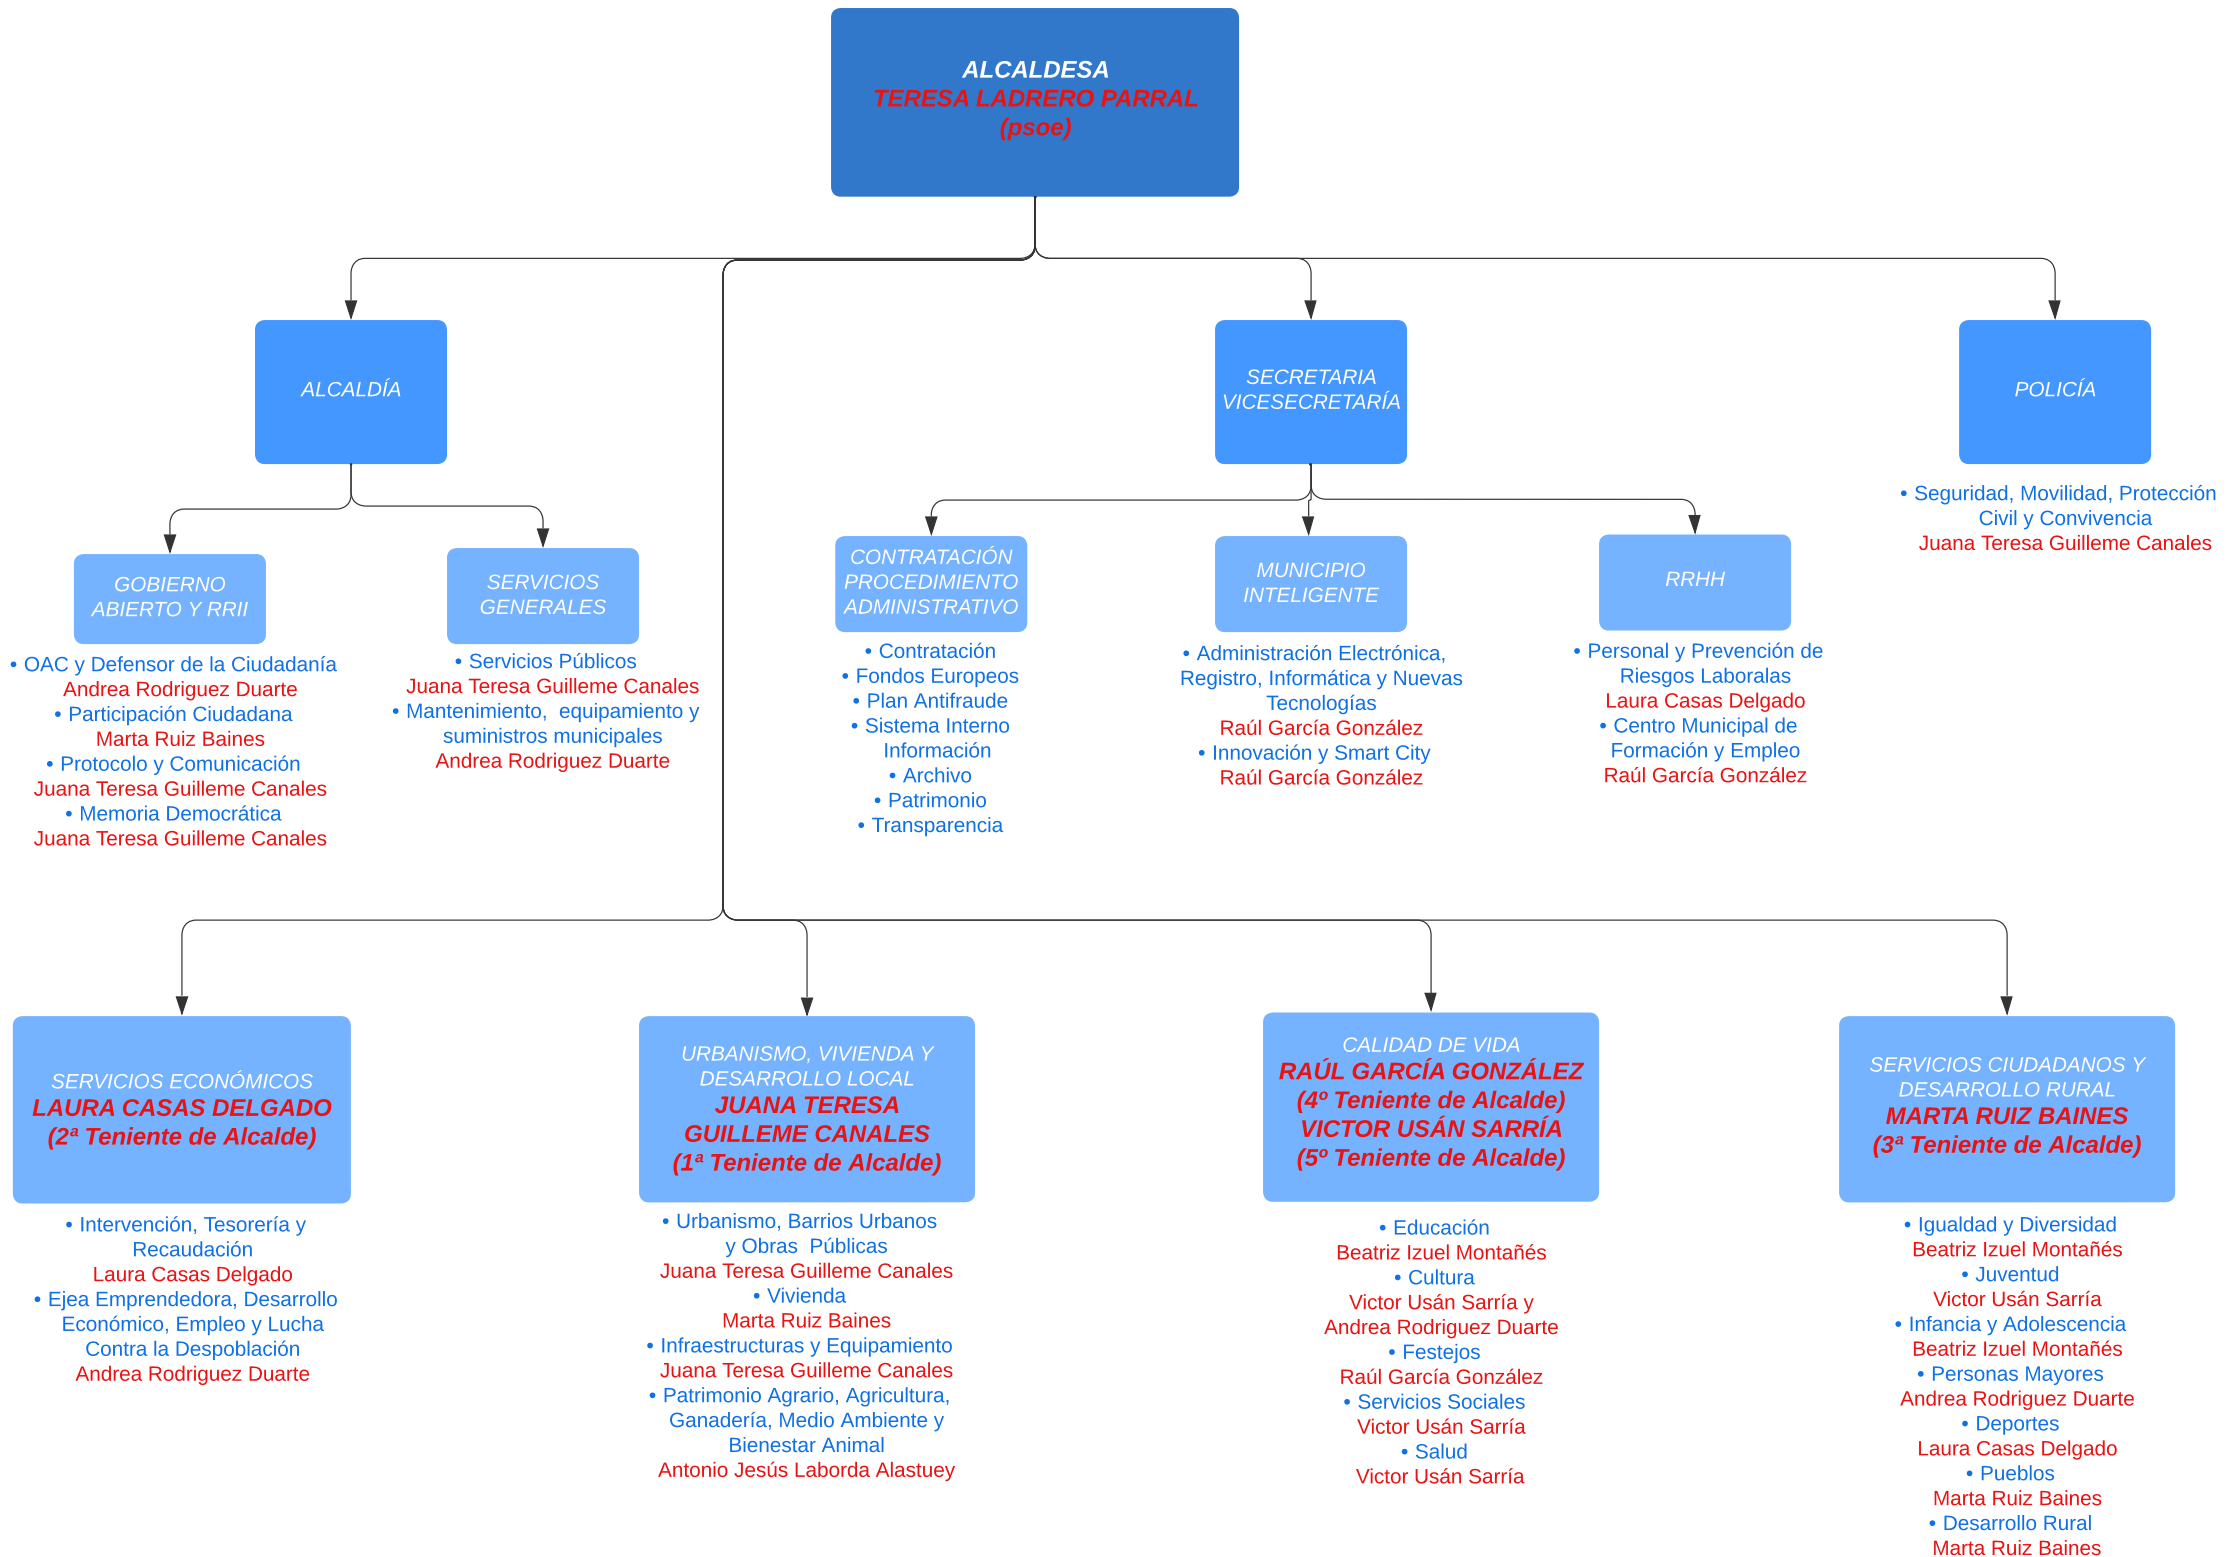 ALCALDESA
TERESA LADRERO PARRAL
(psoe)
ALCALDÍA
SECRETARIA
VICESECRETARÍA
POLICÍA
• Seguridad, Movilidad, Protección
Civil y Convivencia
Juana Teresa Guilleme Canales
GOBIERNO
ABIERTO Y RRII
• OAC y Defensor de la Ciudadanía
Andrea Rodriguez Duarte
• Participación Ciudadana
Marta Ruiz Baines
• Protocolo y Comunicación
Juana Teresa Guilleme Canales
• Memoria Democrática
Juana Teresa Guilleme Canales
SERVICIOS
GENERALES
• Servicios Públicos
Juana Teresa Guilleme Canales
• Mantenimiento, equipamiento y
suministros municipales
Andrea Rodriguez Duarte
CONTRATACIÓN
PROCEDIMIENTO
ADMINISTRATIVO
• Contratación
• Fondos Europeos
• Plan Antifraude
• Sistema Interno
Información
• Archivo
• Patrimonio
• Transparencia
MUNICIPIO
INTELIGENTE
• Administración Electrónica,
Registro, Informática y Nuevas
Tecnologías
Raúl García González
• Innovación y Smart City
Raúl García González
RRHH
• Personal y Prevención de
Riesgos Laboralas
Laura Casas Delgado
• Centro Municipal de
Formación y Empleo
Raúl García González
SERVICIOS ECONÓMICOS
LAURA CASAS DELGADO
(2ª Teniente de Alcalde)
• Intervención, Tesorería y
Recaudación
Laura Casas Delgado
• Ejea Emprendedora, Desarrollo
Económico, Empleo y Lucha
Contra la Despoblación
Andrea Rodriguez Duarte
URBANISMO, VIVIENDA Y
DESARROLLO LOCAL
JUANA TERESA
GUILLEME CANALES
(1ª Teniente de Alcalde)
• Urbanismo, Barrios Urbanos
y Obras Públicas
Juana Teresa Guilleme Canales
• Vivienda
Marta Ruiz Baines
• Infraestructuras y Equipamiento
Juana Teresa Guilleme Canales
• Patrimonio Agrario, Agricultura,
Ganadería, Medio Ambiente y
Bienestar Animal
Antonio Jesús Laborda Alastuey
CALIDAD DE VIDA
RAÚL GARCÍA GONZÁLEZ
(4º Teniente de Alcalde)
VICTOR USÁN SARRÍA
(5º Teniente de Alcalde)
• Educación
Beatriz Izuel Montañés
• Cultura
Victor Usán Sarría y
Andrea Rodriguez Duarte
• Festejos
Raúl García González
• Servicios Sociales
Victor Usán Sarría
• Salud
Victor Usán Sarría
SERVICIOS CIUDADANOS Y
DESARROLLO RURAL
MARTA RUIZ BAINES
(3ª Teniente de Alcalde)
• Igualdad y Diversidad
Beatriz Izuel Montañés
• Juventud
Victor Usán Sarría
• Infancia y Adolescencia
Beatriz Izuel Montañés
• Personas Mayores
Andrea Rodriguez Duarte
• Deportes
Laura Casas Delgado
• Pueblos
Marta Ruiz Baines
• Desarrollo Rural
Marta Ruiz Baines